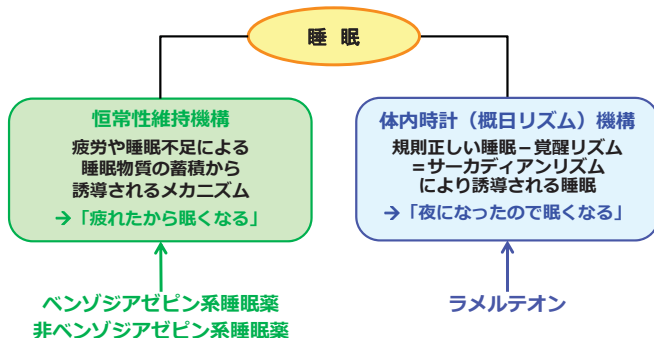 睡 眠
恒常性維持機構
疲労や睡眠不足による
睡眠物質の蓄積から
誘導されるメカニズム
→「疲れたから眠くなる」
体内時計（概日リズム）機構
規則正しい睡眠－覚醒リズム
＝サーカディアンリズム
により誘導される睡眠
→「夜になったので眠くなる」
ベンゾジアゼピン系睡眠薬
非ベンゾジアゼピン系睡眠薬
ラメルテオン